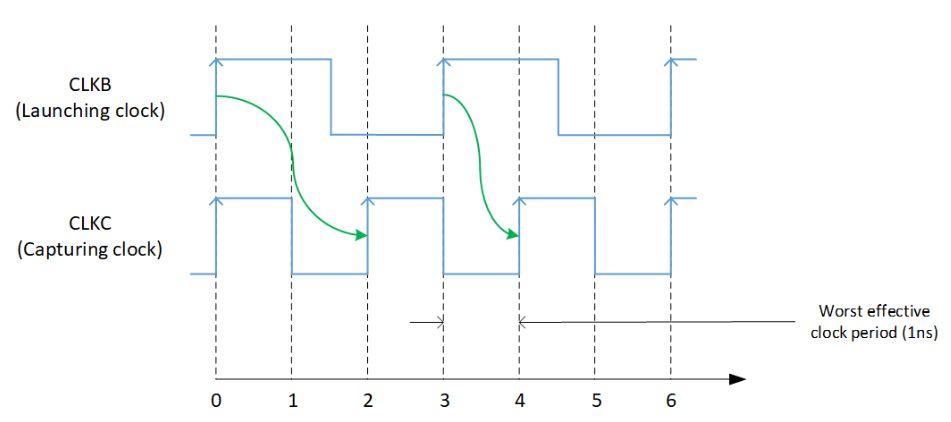 CLKB
(Launching clock)
CLKC
(Capturing clock)
Worst effective
clock period (1ns)
0 1 2 3 4 5 6